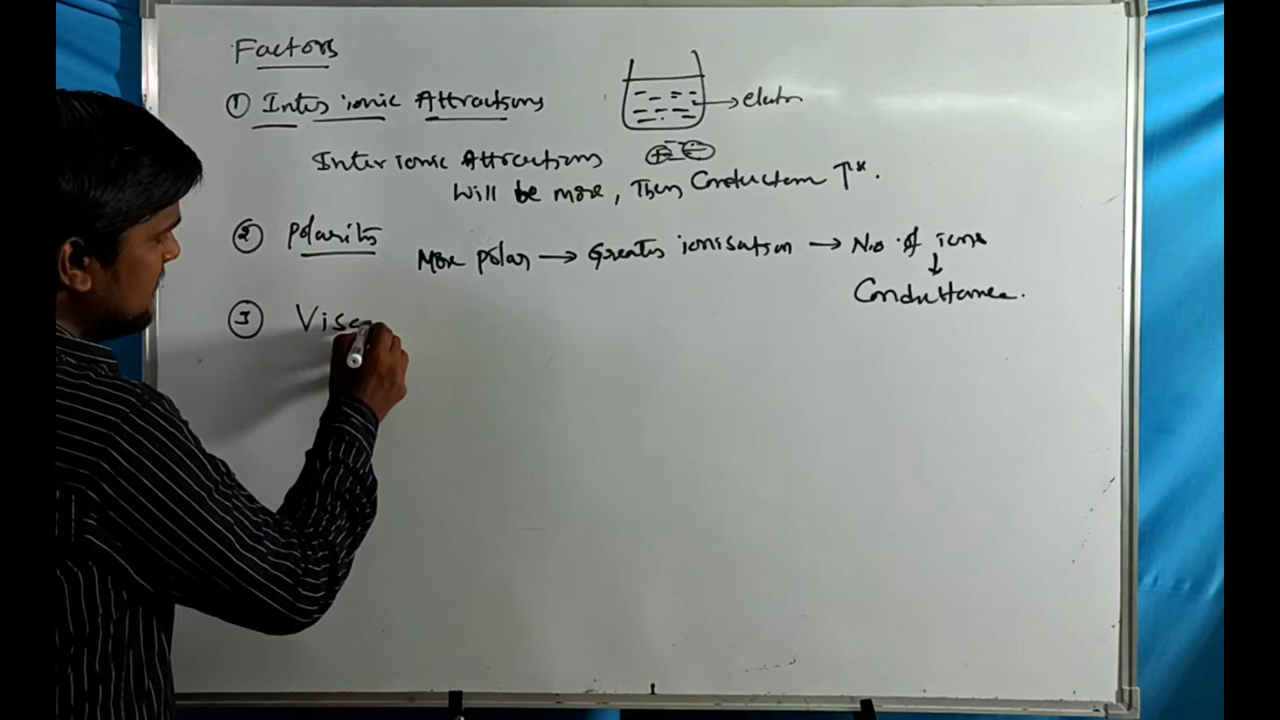 Factors
① Inter ionic Attractions
→ electro
Inter ionic Attractions
⊕ ⊖
Will be more, Then Conductance ↑*.
② Polarity
More polar → Greater ionisation → No. of ions
↓
Conductance.
③ Visc